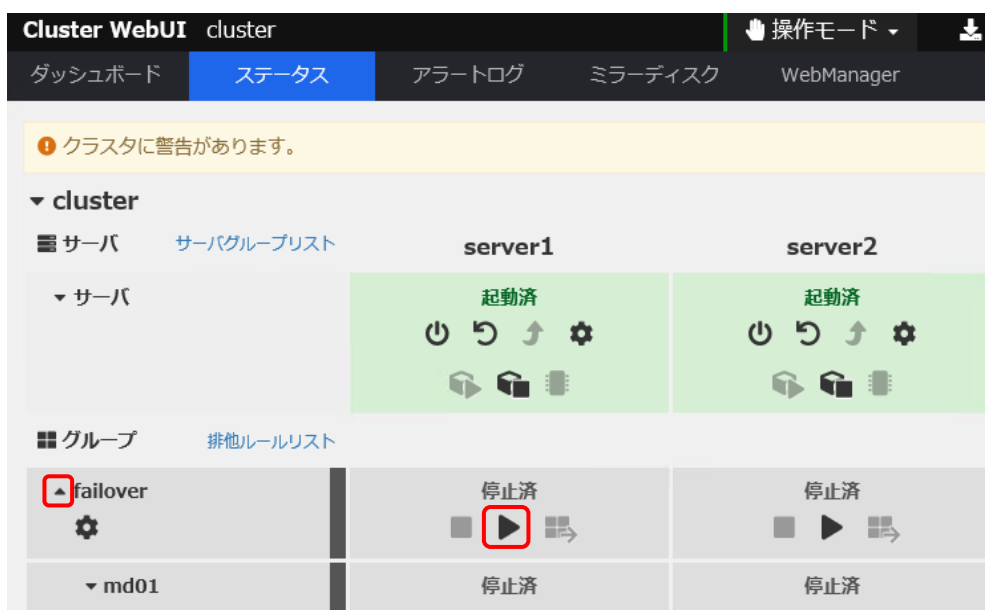 Cluster WebUI cluster 操作モード
ダッシュボード ステータス アラートログ ミラーディスク WebManager
クラスタに警告があります。
cluster
サーバ サーバグループリスト server1 server2
サーバ 起動済 起動済
グループ 排他ルールリスト
failover 停止済 停止済
md01 停止済 停止済